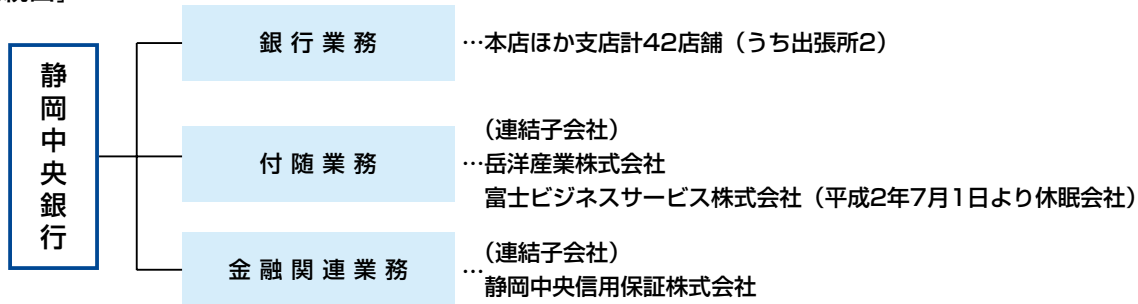 静岡中央銀行
銀行業務
…本店ほか支店計42店舗（うち出張所2）
付随業務
（連結子会社）
…岳洋産業株式会社
富士ビジネスサービス株式会社（平成2年7月1日より休眠会社）
金融関連業務
（連結子会社）
…静岡中央信用保証株式会社